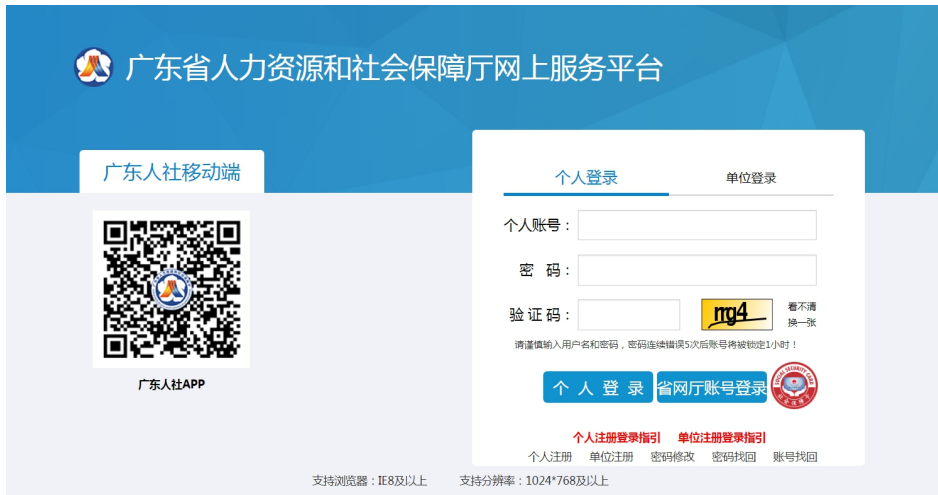 广东省人力资源和社会保障厅网上服务平台
广东人社移动端
广东人社APP
个人登录 单位登录
个人账号：
密 码：
验证码： 看不清
换一张
请谨慎输入用户名和密码，密码连续错误5次后账号将被锁定1小时！
个 人 登 录 省网厅账号登录 SOCIAL SECURITY CARD 社会保障卡
个人注册登录指引 单位注册登录指引
个人注册 单位注册 密码修改 密码找回 账号找回
支持浏览器：IE8及以上 支持分辨率：1024*768及以上